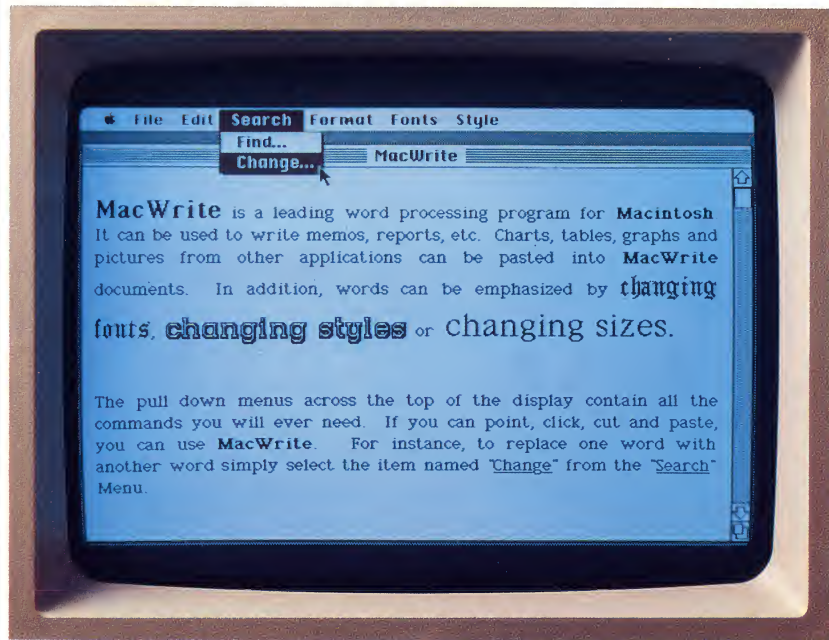 File Edit Search Format Fonts Style
Find...
Change...
MacWrite
MacWrite is a leading word processing program for Macintosh
It can be used to write memos, reports, etc. Charts, tables, graphs and
pictures from other applications can be pasted into MacWrite
documents. In addition, words can be emphasized by changing
fonts, changing styles or changing sizes.
The pull down menus across the top of the display contain all the
commands you will ever need. If you can point, click, cut and paste,
you can use MacWrite. For instance, to replace one word with
another word simply select the item named "Change" from the "Search"
Menu.